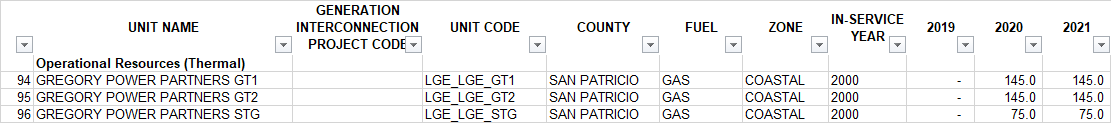 UNIT NAME GENERATION INTERCONNECTION PROJECT CODE UNIT CODE COUNTY FUEL ZONE IN-SERVICE YEAR 2019 2020 2021
Operational Resources (Thermal)
94 GREGORY POWER PARTNERS GT1 LGE_LGE_GT1 SAN PATRICIO GAS COASTAL 2000 - 145.0 145.0
95 GREGORY POWER PARTNERS GT2 LGE_LGE_GT2 SAN PATRICIO GAS COASTAL 2000 - 145.0 145.0
96 GREGORY POWER PARTNERS STG LGE_LGE_STG SAN PATRICIO GAS COASTAL 2000 - 75.0 75.0